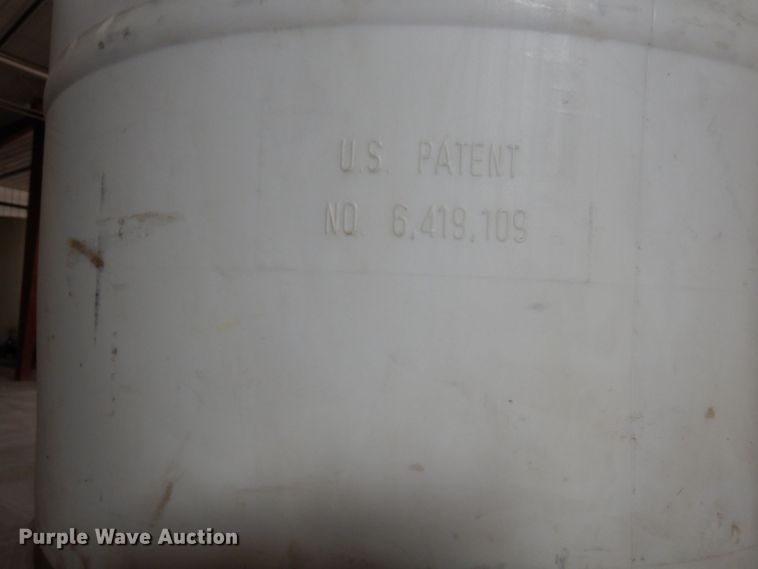 U.S. PATENT
NO. 6,419,109
Purple Wave Auction